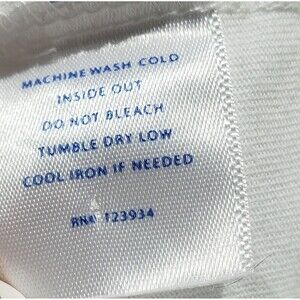 MACHINE WASH COLD
INSIDE OUT
DO NOT BLEACH
TUMBLE DRY LOW
COOL IRON IF NEEDED
RN# 123934